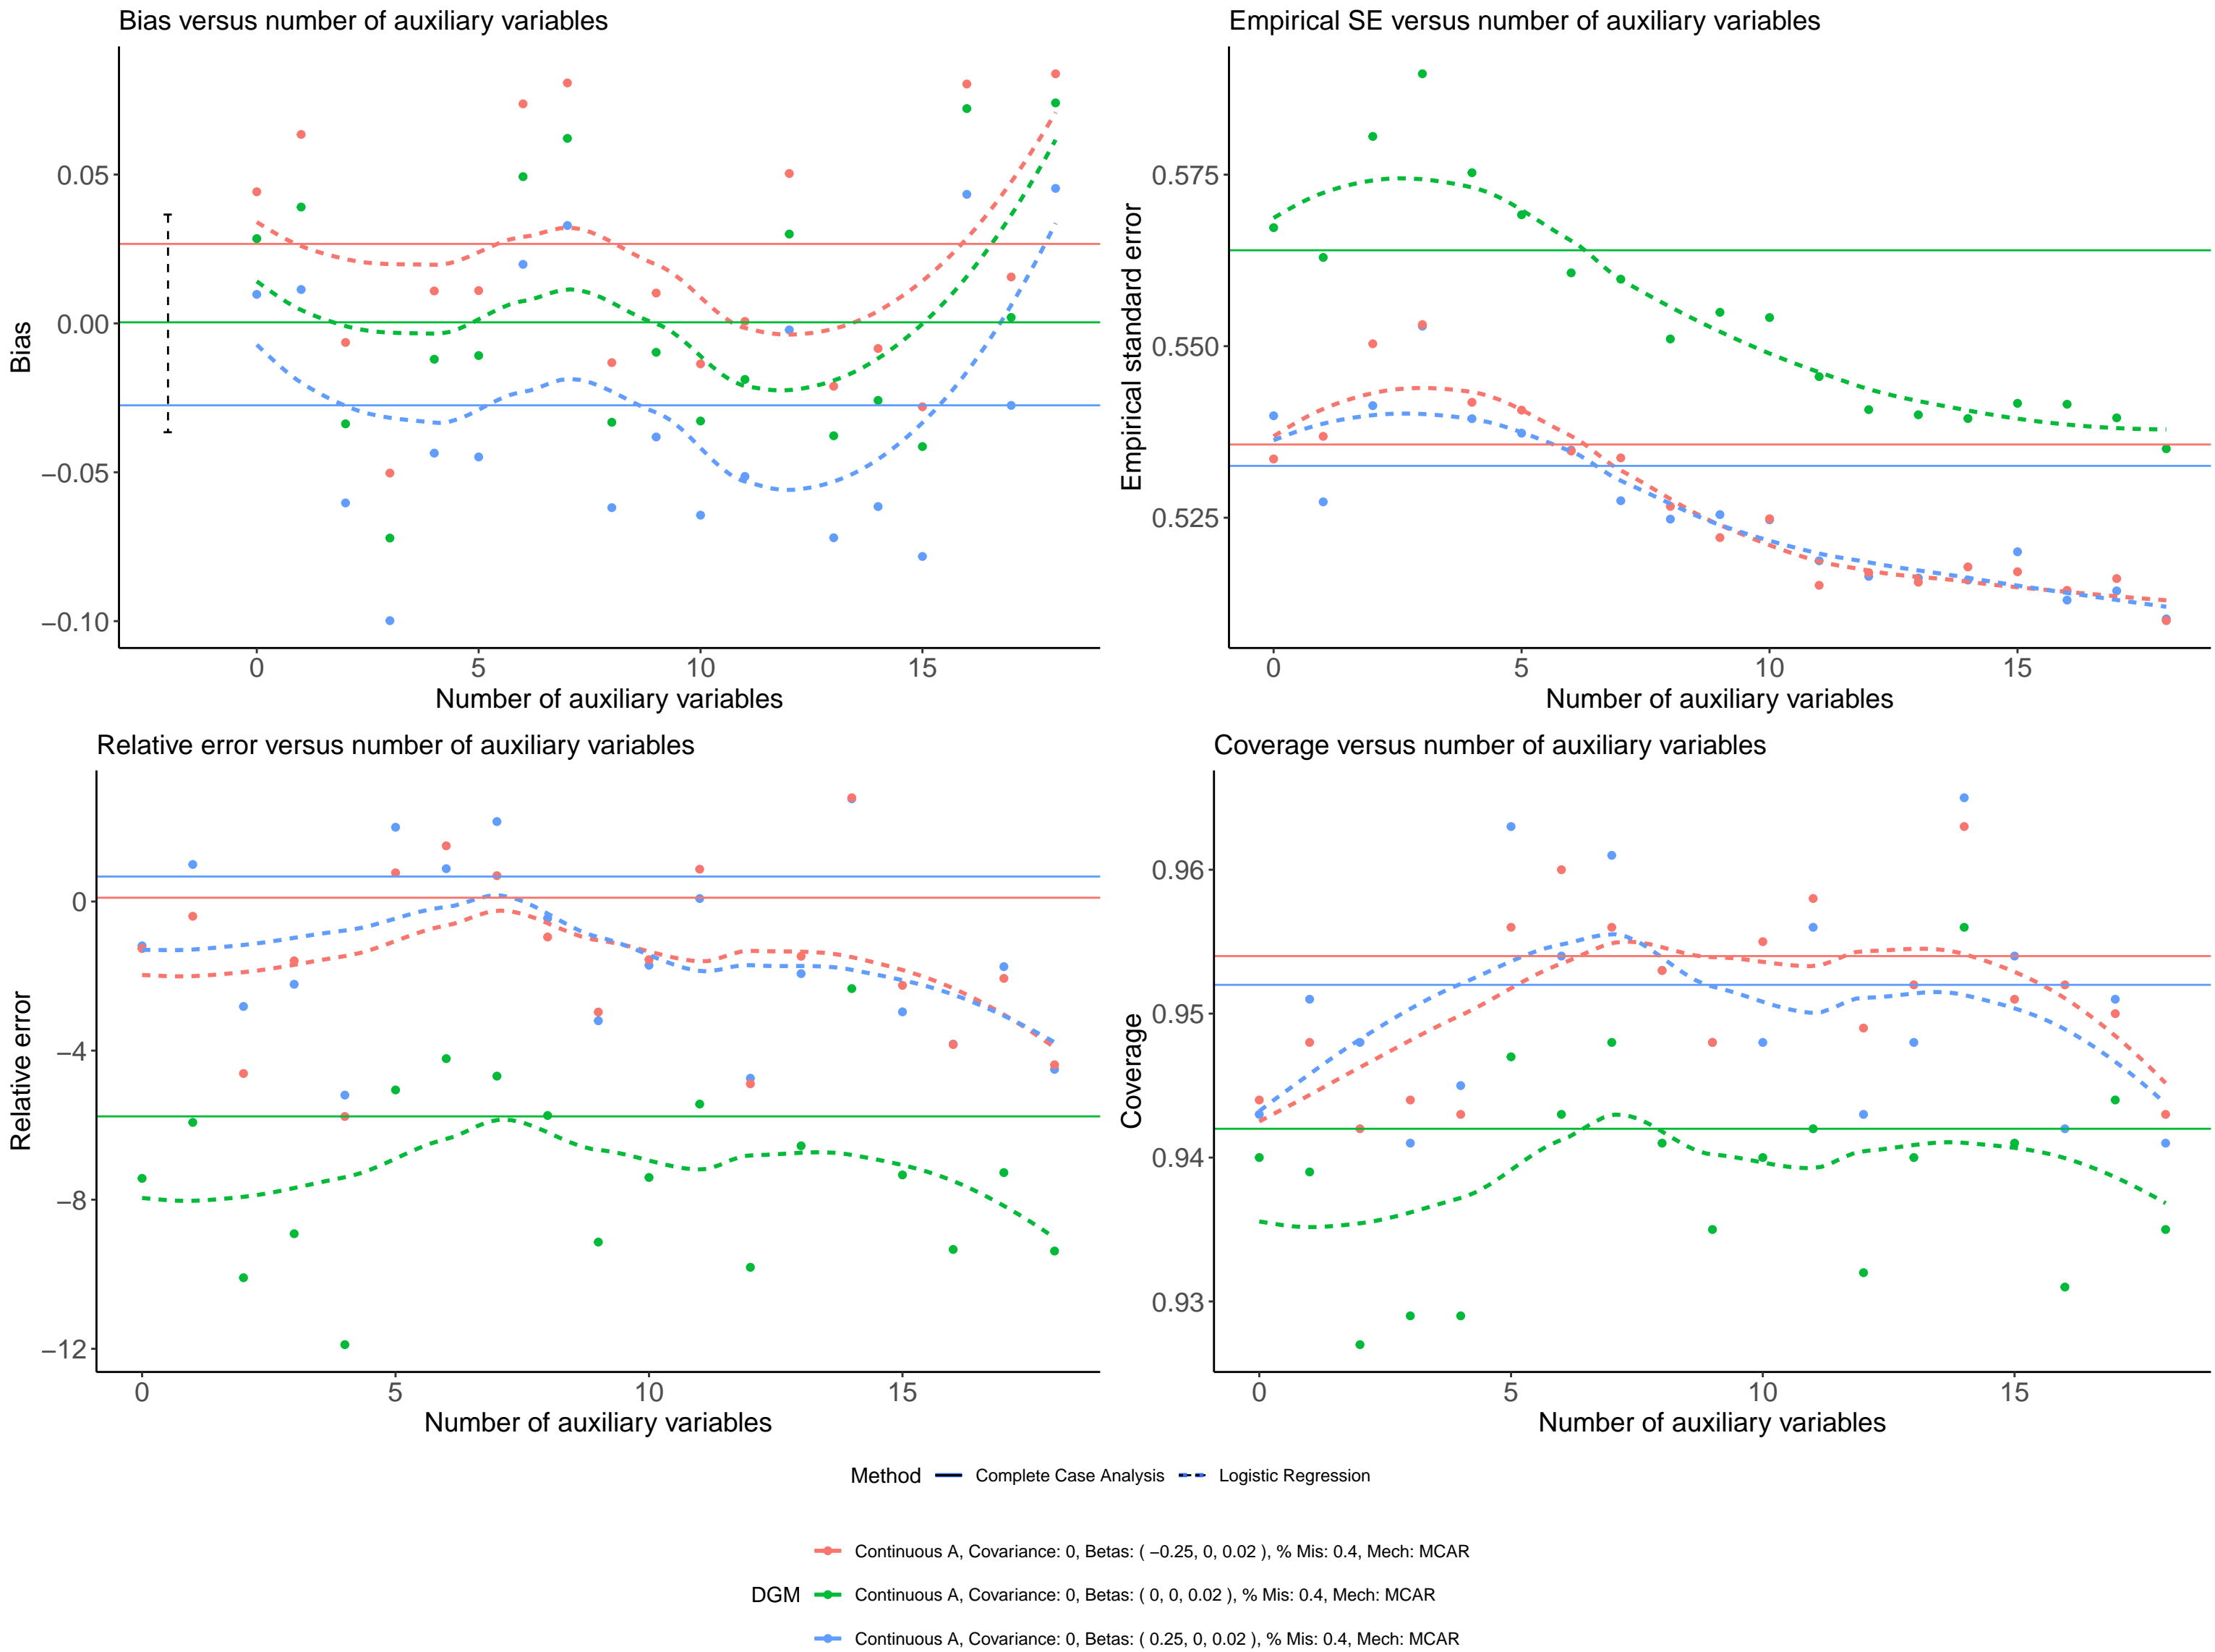 Bias versus number of auxiliary variables
Bias
0.05
0.00
−0.05
−0.10
0 5 10 15
Number of auxiliary variables
Empirical SE versus number of auxiliary variables
Empirical standard error
0.575
0.550
0.525
0 5 10 15
Number of auxiliary variables
Relative error versus number of auxiliary variables
Relative error
0
−4
−8
−12
0 5 10 15
Number of auxiliary variables
Coverage versus number of auxiliary variables
Coverage
0.96
0.95
0.94
0.93
0 5 10 15
Number of auxiliary variables
Method Complete Case Analysis Logistic Regression
Continuous A, Covariance: 0, Betas: ( −0.25, 0, 0.02 ), % Mis: 0.4, Mech: MCAR
DGM Continuous A, Covariance: 0, Betas: ( 0, 0, 0.02 ), % Mis: 0.4, Mech: MCAR
Continuous A, Covariance: 0, Betas: ( 0.25, 0, 0.02 ), % Mis: 0.4, Mech: MCAR